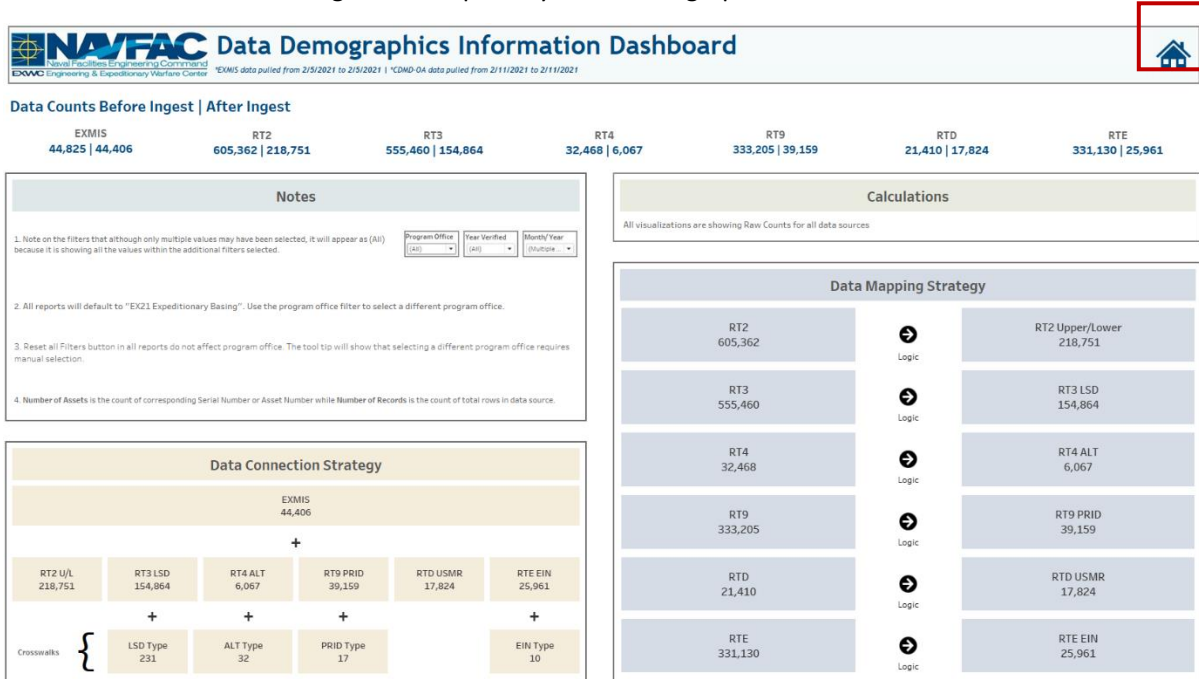 NAVFAC
Naval Facilities Engineering Command
EXWC Engineering & Expeditionary Warfare Center
Data Demographics Information Dashboard
*EXMIS data pulled from 2/5/2021 to 2/5/2021 | *CDMD-OA data pulled from 2/11/2021 to 2/11/2021
Data Counts Before Ingest | After Ingest
EXMIS
44,825 | 44,406
RT2
605,362 | 218,751
RT3
555,460 | 154,864
RT4
32,468 | 6,067
RT9
333,205 | 39,159
RTD
21,410 | 17,824
RTE
331,130 | 25,961
Notes
1. Note on the filters that although only multiple values may have been selected, it will appear as (All)
because it is showing all the values within the additional filters selected.
Program Office
(All)
Year Verified
(All)
Month/Year
(Multiple ...
2. All reports will default to "EX21 Expeditionary Basing". Use the program office filter to select a different program office.
3. Reset all Filters button in all reports do not affect program office. The tool tip will show that selecting a different program office requires
manual selection.
4. Number of Assets is the count of corresponding Serial Number or Asset Number while Number of Records is the count of total rows in data source.
Data Connection Strategy
EXMIS
44,406
+
RT2 U/L
218,751
RT3 LSD
154,864
RT4 ALT
6,067
RT9 PRID
39,159
RTD USMR
17,824
RTE EIN
25,961
+ + + +
Crosswalks {
LSD Type
231
ALT Type
32
PRID Type
17
EIN Type
10
Calculations
All visualizations are showing Raw Counts for all data sources
Data Mapping Strategy
RT2
605,362
Logic
RT2 Upper/Lower
218,751
RT3
555,460
Logic
RT3 LSD
154,864
RT4
32,468
Logic
RT4 ALT
6,067
RT9
333,205
Logic
RT9 PRID
39,159
RTD
21,410
Logic
RTD USMR
17,824
RTE
331,130
Logic
RTE EIN
25,961